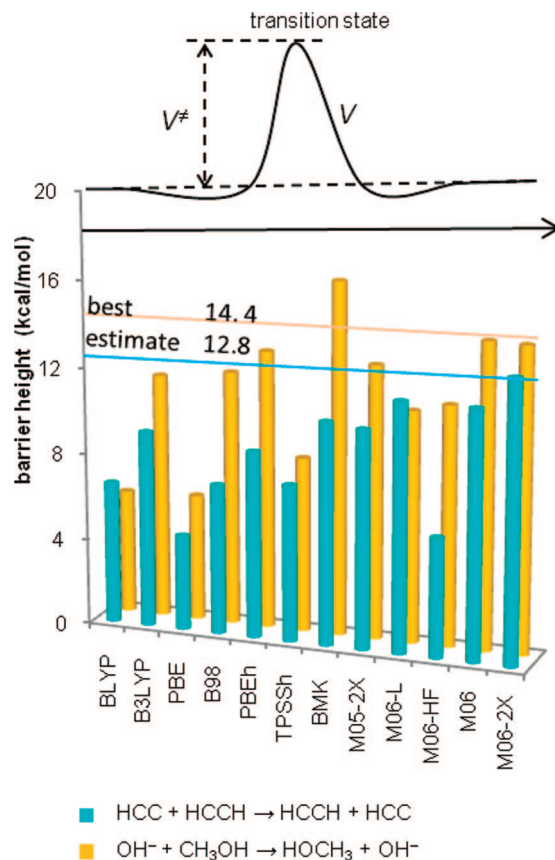 transition state
V≠
V
20
16
12
8
4
0
barrier height (kcal/mol)
best 14.4
estimate 12.8
BLYP
B3LYP
PBE
B98
PBEh
TPSSh
BMK
M05-2X
M06-L
M06-HF
M06
M06-2X
HCC + HCCH → HCCH + HCC
OH⁻ + CH₃OH → HOCH₃ + OH⁻